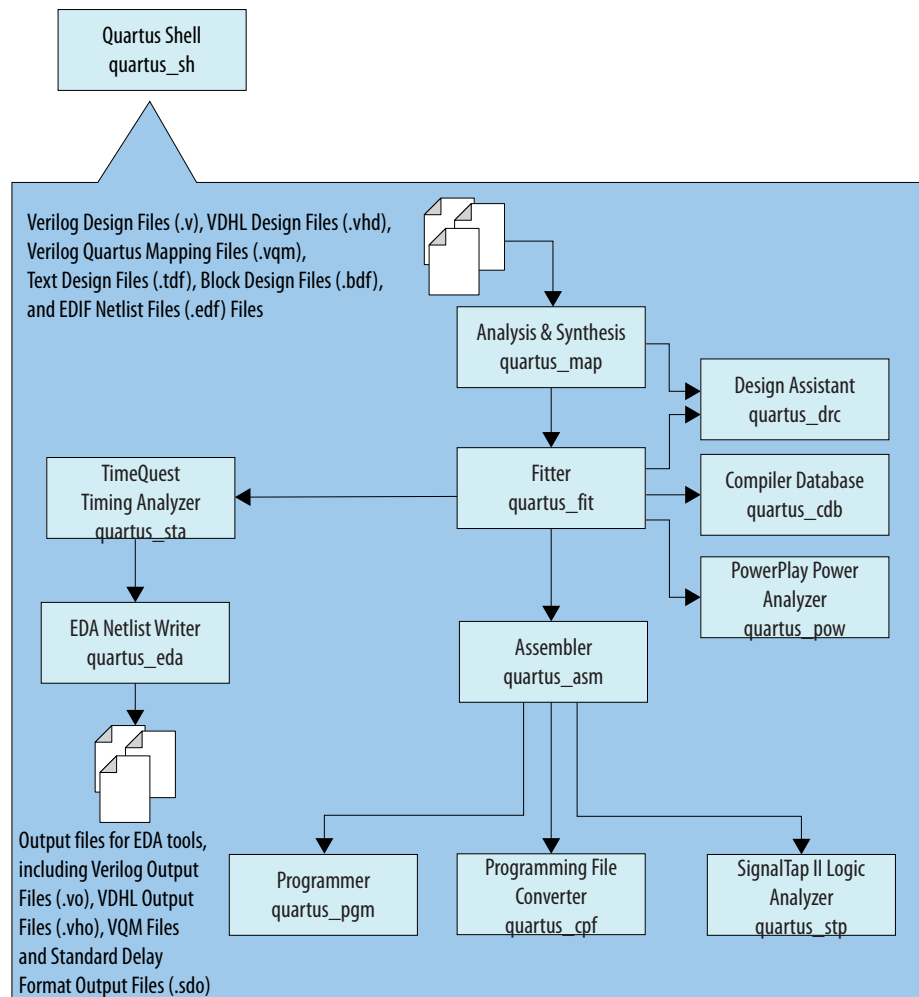 Quartus Shell
quartus_sh
Verilog Design Files (.v), VDHL Design Files (.vhd),
Verilog Quartus Mapping Files (.vqm),
Text Design Files (.tdf), Block Design Files (.bdf),
and EDIF Netlist Files (.edf) Files
Analysis & Synthesis
quartus_map
Design Assistant
quartus_drc
TimeQuest
Timing Analyzer
quartus_sta
Fitter
quartus_fit
Compiler Database
quartus_cdb
PowerPlay Power
Analyzer
quartus_pow
EDA Netlist Writer
quartus_eda
Assembler
quartus_asm
Output files for EDA tools,
including Verilog Output
Files (.vo), VDHL Output
Files (.vho), VQM Files
and Standard Delay
Format Output Files (.sdo)
Programmer
quartus_pgm
Programming File
Converter
quartus_cpf
SignalTap II Logic
Analyzer
quartus_stp